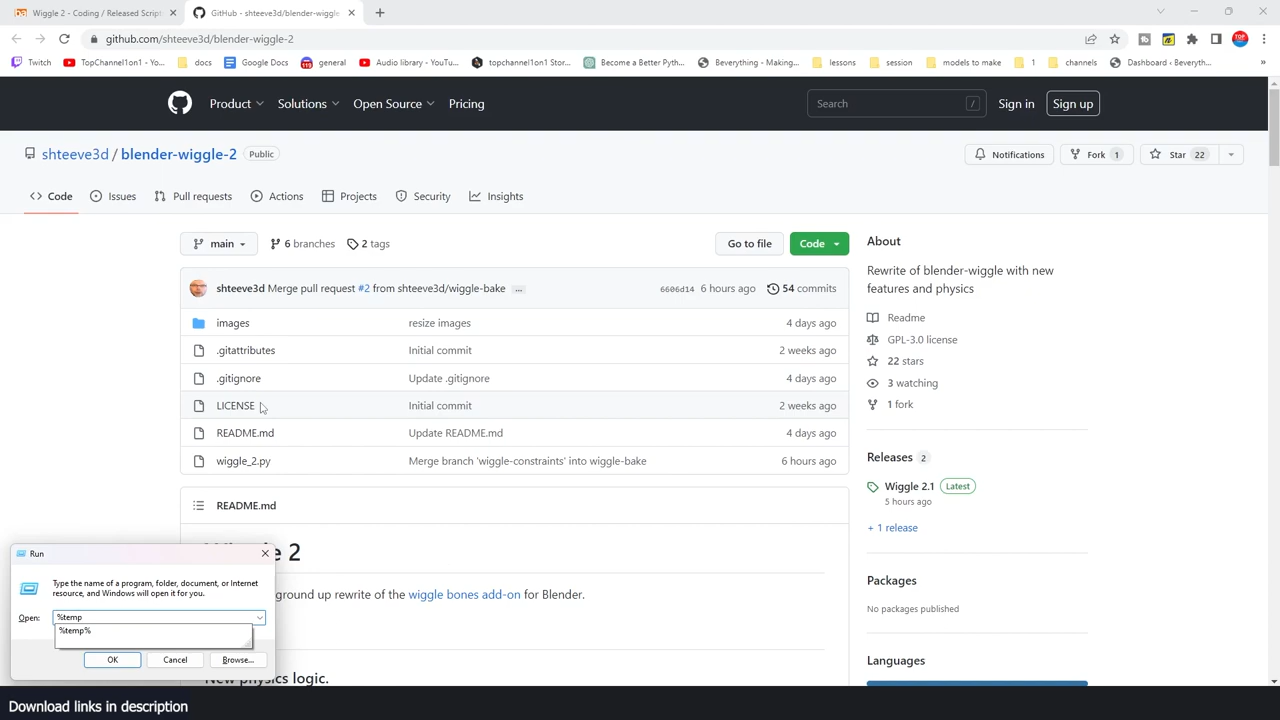 Wiggle 2 - Coding / Released Script
GitHub - shteeve3d/blender-wiggle
github.com/shteeve3d/blender-wiggle-2
Twitch
TopChannel1on1 - Yo...
docs
Google Docs
general
Audio library - YouTu...
topchannel1on1 Stor...
Become a Better Pyth...
Beverything - Making...
lessons
session
models to make
1
channels
Dashboard ‹ Beveryth...
»
Product
Solutions
Open Source
Pricing
Search
/
Sign in
Sign up
shteeve3d / blender-wiggle-2
Public
Notifications
Fork 1
Star 22
Code
Issues
Pull requests
Actions
Projects
Security
Insights
main
6 branches
2 tags
Go to file
Code
shteeve3d Merge pull request #2 from shteeve3d/wiggle-bake ...
6606d14 6 hours ago
54 commits
images
resize images
4 days ago
.gitattributes
Initial commit
2 weeks ago
.gitignore
Update .gitignore
4 days ago
LICENSE
Initial commit
2 weeks ago
README.md
Update README.md
4 days ago
wiggle_2.py
Merge branch 'wiggle-constraints' into wiggle-bake
6 hours ago
README.md
2
ground up rewrite of the wiggle bones add-on for Blender.
New physics logic.
About
Rewrite of blender-wiggle with new
features and physics
Readme
GPL-3.0 license
22 stars
3 watching
1 fork
Releases 2
Wiggle 2.1 Latest
5 hours ago
+ 1 release
Packages
No packages published
Languages
Run
Type the name of a program, folder, document, or Internet
resource, and Windows will open it for you.
Open:
%temp
%temp%
OK
Cancel
Browse...
Download links in description